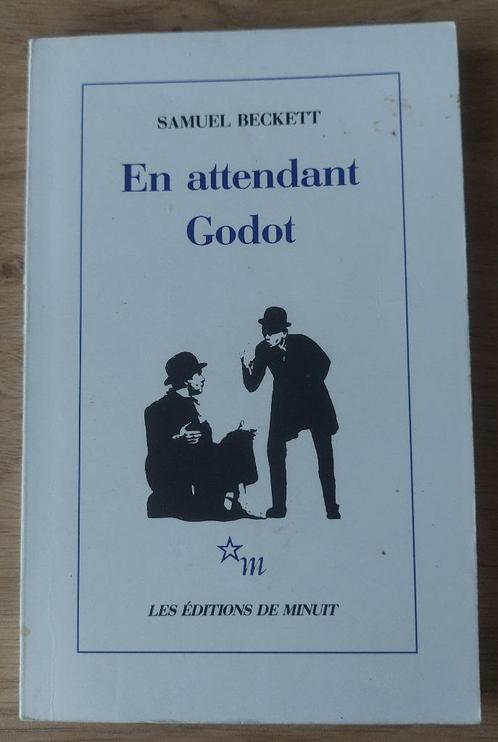 SAMUEL BECKETT
En attendant
Godot
m
LES ÉDITIONS DE MINUIT